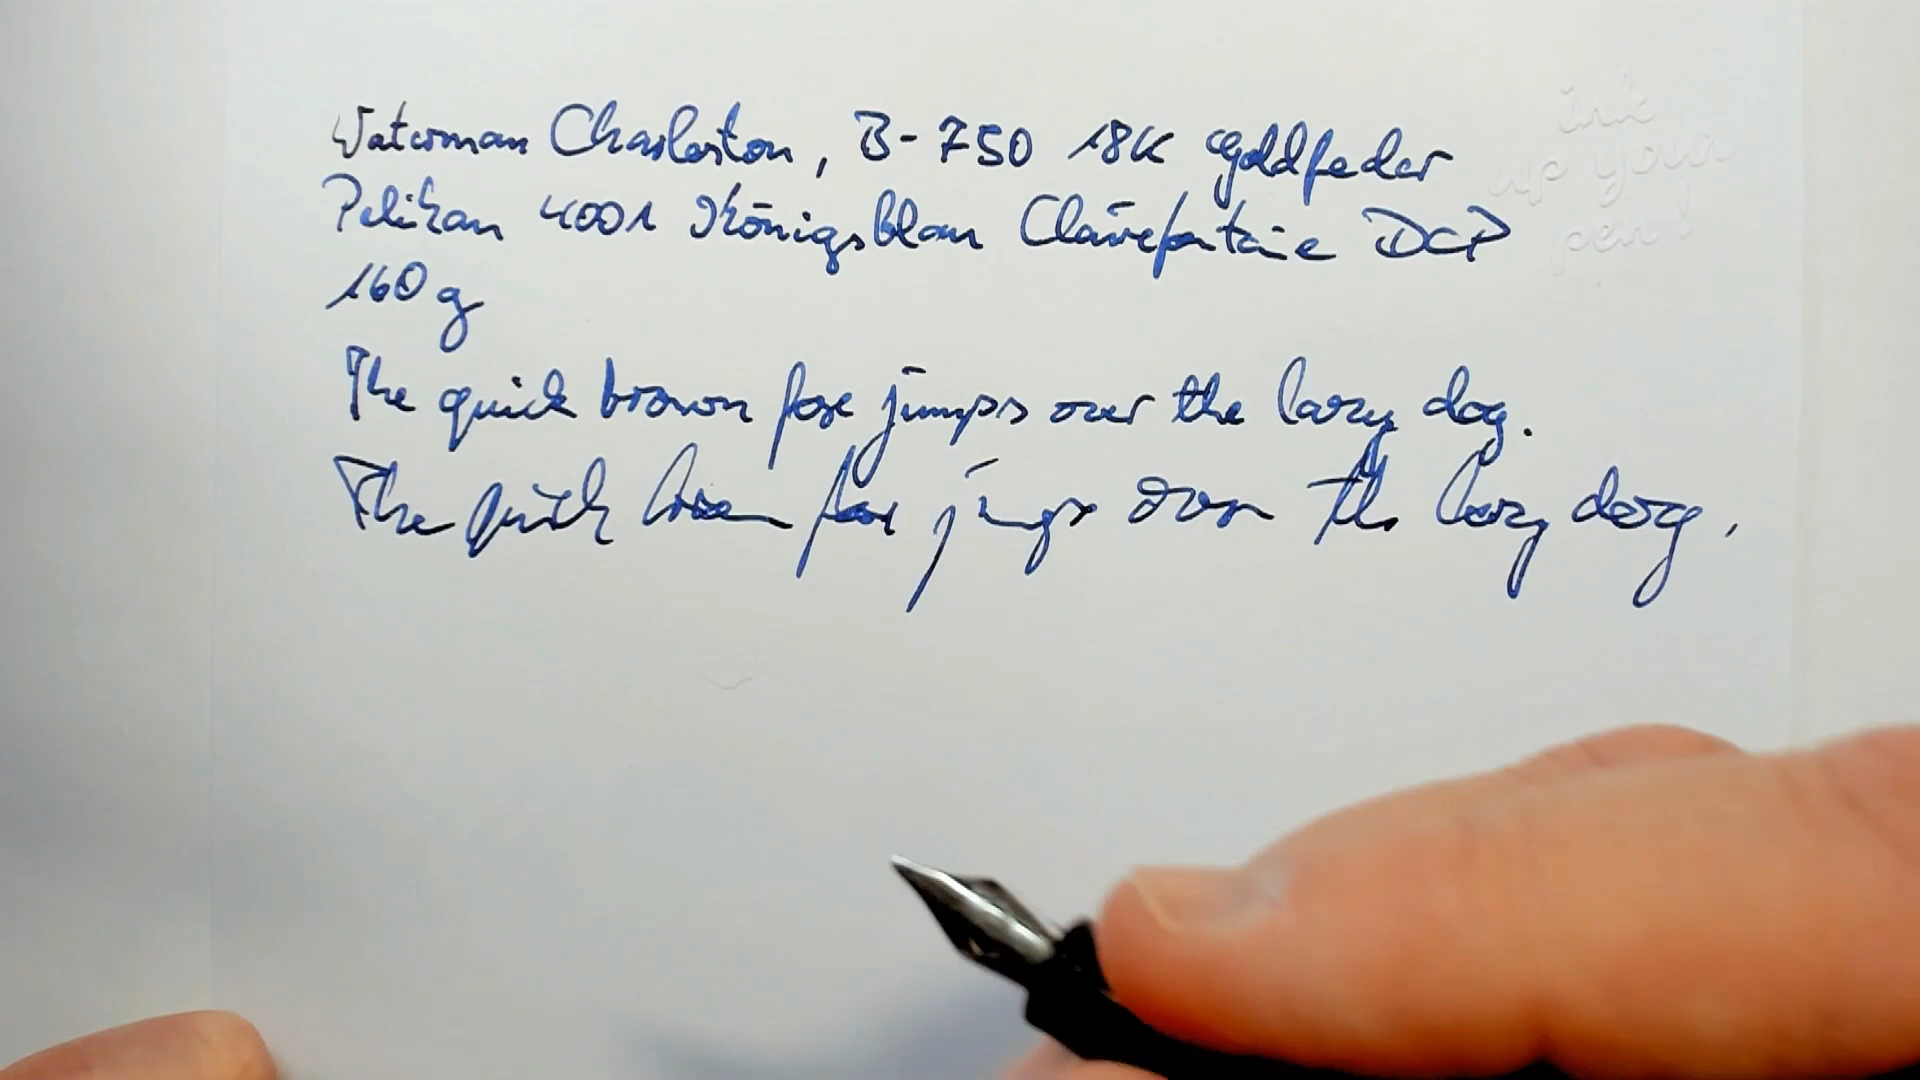 Waterman Charleston, B-750 18K Goldfeder
Pelikan 4001 Königsblau Clairefontaine DCP
160 g
The quick brown fox jumps over the lazy dog.
The quick brown fox jumps over the lazy dog.
ink
up your
pen!